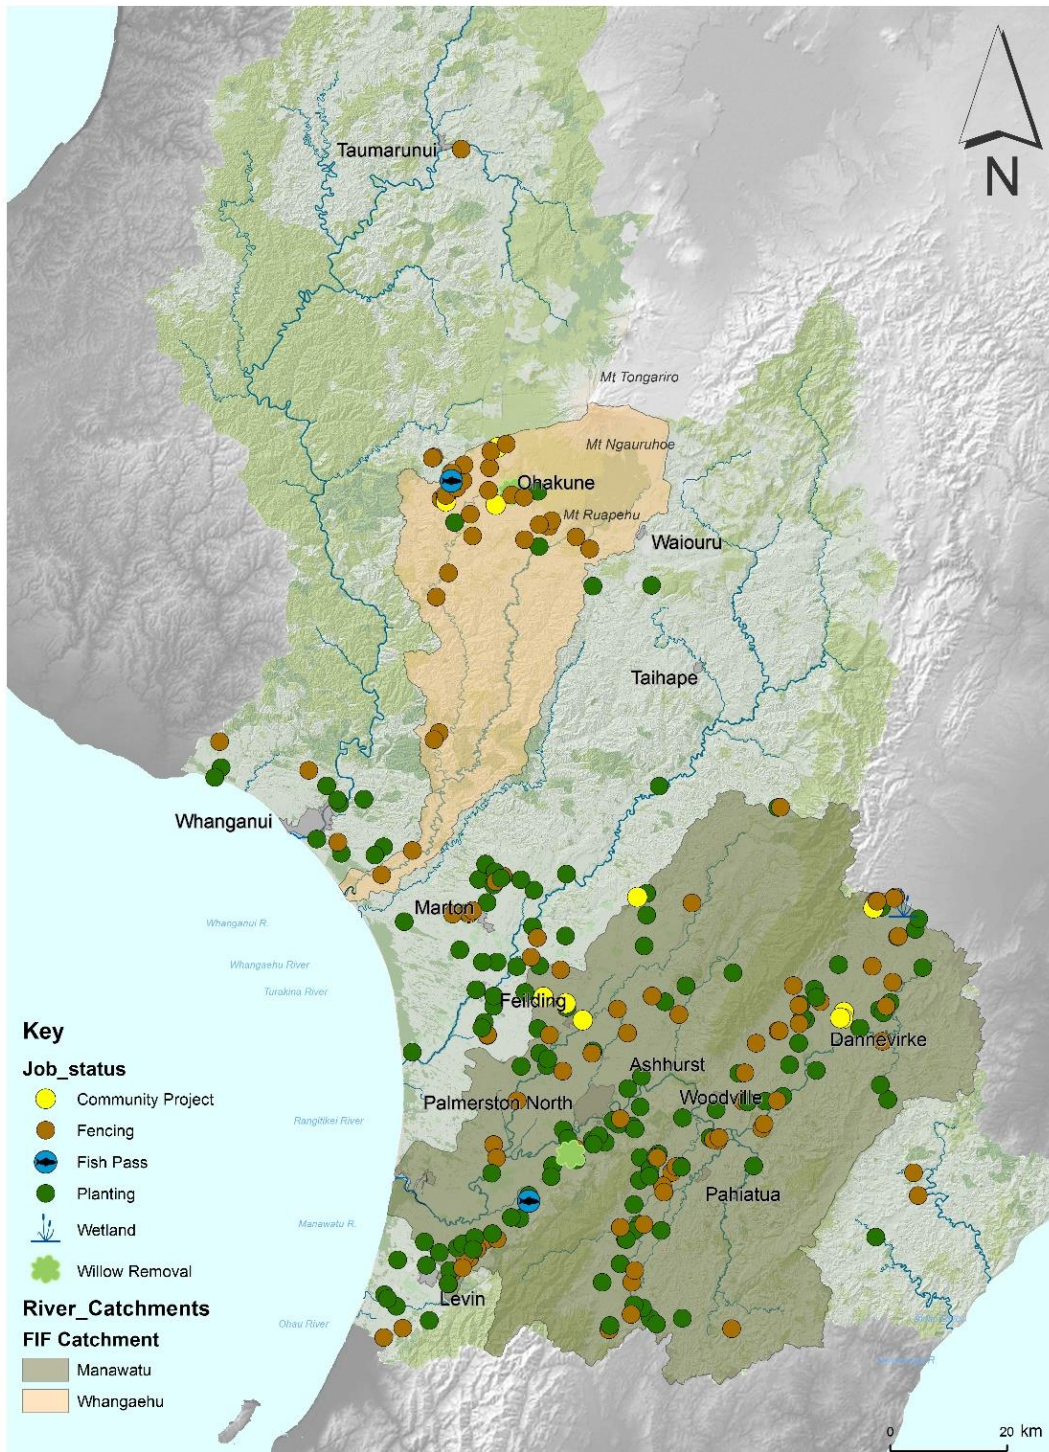 N
Taumarunui
Mt Tongariro
Mt Ngauruhoe
Ohakune
Mt Ruapehu
Waiouru
Taihape
Whanganui
Marton
Whanganui R.
Whangaehu River
Turakina River
Feilding
Dannevirke
Ashhurst
Woodville
Palmerston North
Rangitikei River
Pahiatua
Manawatu R.
Levin
Ohau River
Key
Job_status
Community Project
Fencing
Fish Pass
Planting
Wetland
Willow Removal
River_Catchments
FIF Catchment
Manawatu
Whangaehu
0 20 km